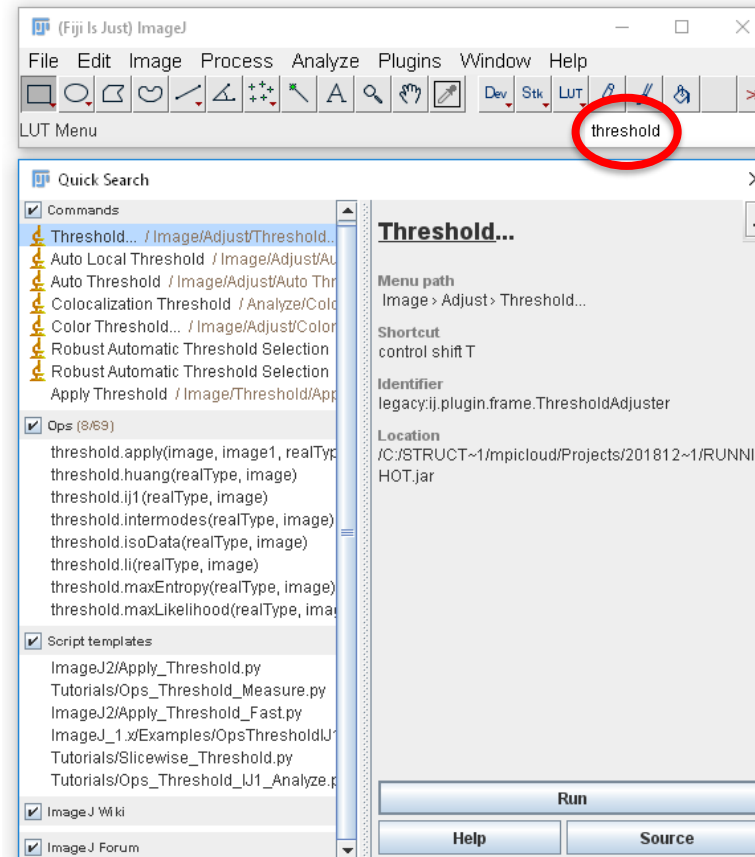 (Fiji Is Just) ImageJ
File Edit Image Process Analyze Plugins Window Help
A Dev Stk LUT
LUT Menu
threshold
Quick Search
Commands
Threshold... / Image/Adjust/Threshold..
Auto Local Threshold / Image/Adjust/Au
Auto Threshold / Image/Adjust/Auto Thr
Colocalization Threshold / Analyze/Colo
Color Threshold... / Image/Adjust/Color
Robust Automatic Threshold Selection
Robust Automatic Threshold Selection
Apply Threshold / Image/Threshold/App
Ops (8/69)
threshold.apply(image, image1, realTyp
threshold.huang(realType, image)
threshold.ij1(realType, image)
threshold.intermodes(realType, image)
threshold.isoData(realType, image)
threshold.li(realType, image)
threshold.maxEntropy(realType, image)
threshold.maxLikelihood(realType, imag
Script templates
ImageJ2/Apply_Threshold.py
Tutorials/Ops_Threshold_Measure.py
ImageJ2/Apply_Threshold_Fast.py
ImageJ_1.x/Examples/OpsThresholdIJ1
Tutorials/Slicewise_Threshold.py
Tutorials/Ops_Threshold_IJ1_Analyze.p
ImageJ Wiki
ImageJ Forum
Threshold...
Menu path
Image › Adjust › Threshold...
Shortcut
control shift T
Identifier
legacy:ij.plugin.frame.ThresholdAdjuster
Location
/C:/STRUCT~1/mpicloud/Projects/201812~1/RUNNI
HOT.jar
Run
Help Source